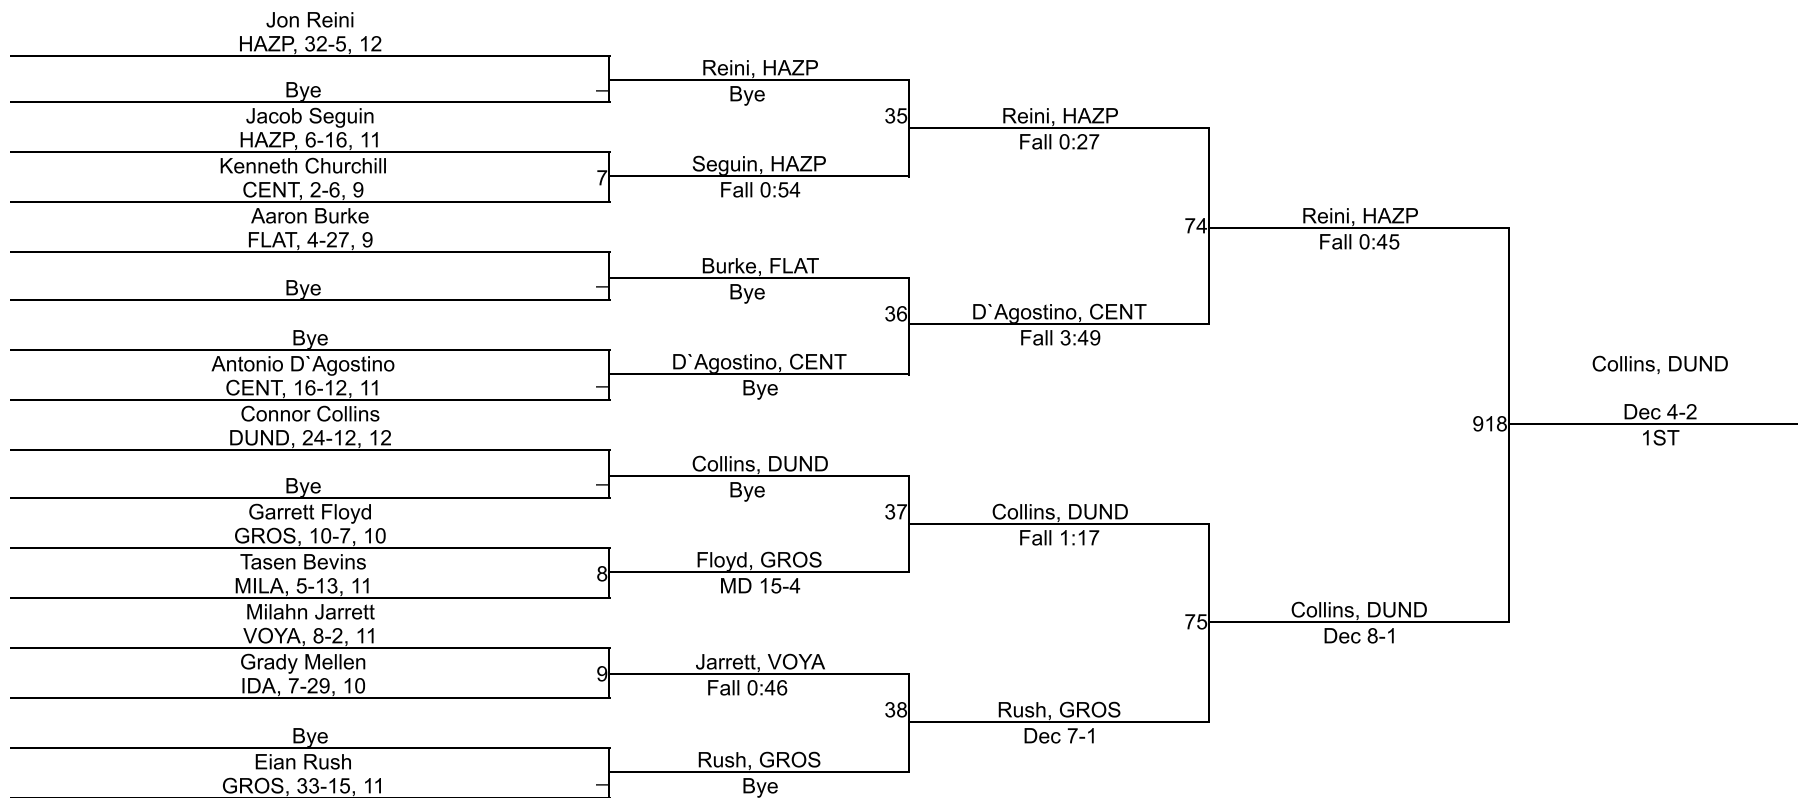 Jon Reini
HAZP, 32-5, 12
Bye
Jacob Seguin
HAZP, 6-16, 11
Kenneth Churchill
CENT, 2-6, 9
Aaron Burke
FLAT, 4-27, 9
Bye
Bye
Antonio D`Agostino
CENT, 16-12, 11
Connor Collins
DUND, 24-12, 12
Bye
Garrett Floyd
GROS, 10-7, 10
Tasen Bevins
MILA, 5-13, 11
Milahn Jarrett
VOYA, 8-2, 11
Grady Mellen
IDA, 7-29, 10
Bye
Eian Rush
GROS, 33-15, 11
7
8
9
Reini, HAZP
Bye
Seguin, HAZP
Fall 0:54
Burke, FLAT
Bye
D`Agostino, CENT
Bye
Collins, DUND
Bye
Floyd, GROS
MD 15-4
Jarrett, VOYA
Fall 0:46
Rush, GROS
Bye
35
36
37
38
Reini, HAZP
Fall 0:27
D`Agostino, CENT
Fall 3:49
Collins, DUND
Fall 1:17
Rush, GROS
Dec 7-1
74
75
Reini, HAZP
Fall 0:45
Collins, DUND
Dec 8-1
918
Collins, DUND
Dec 4-2
1ST